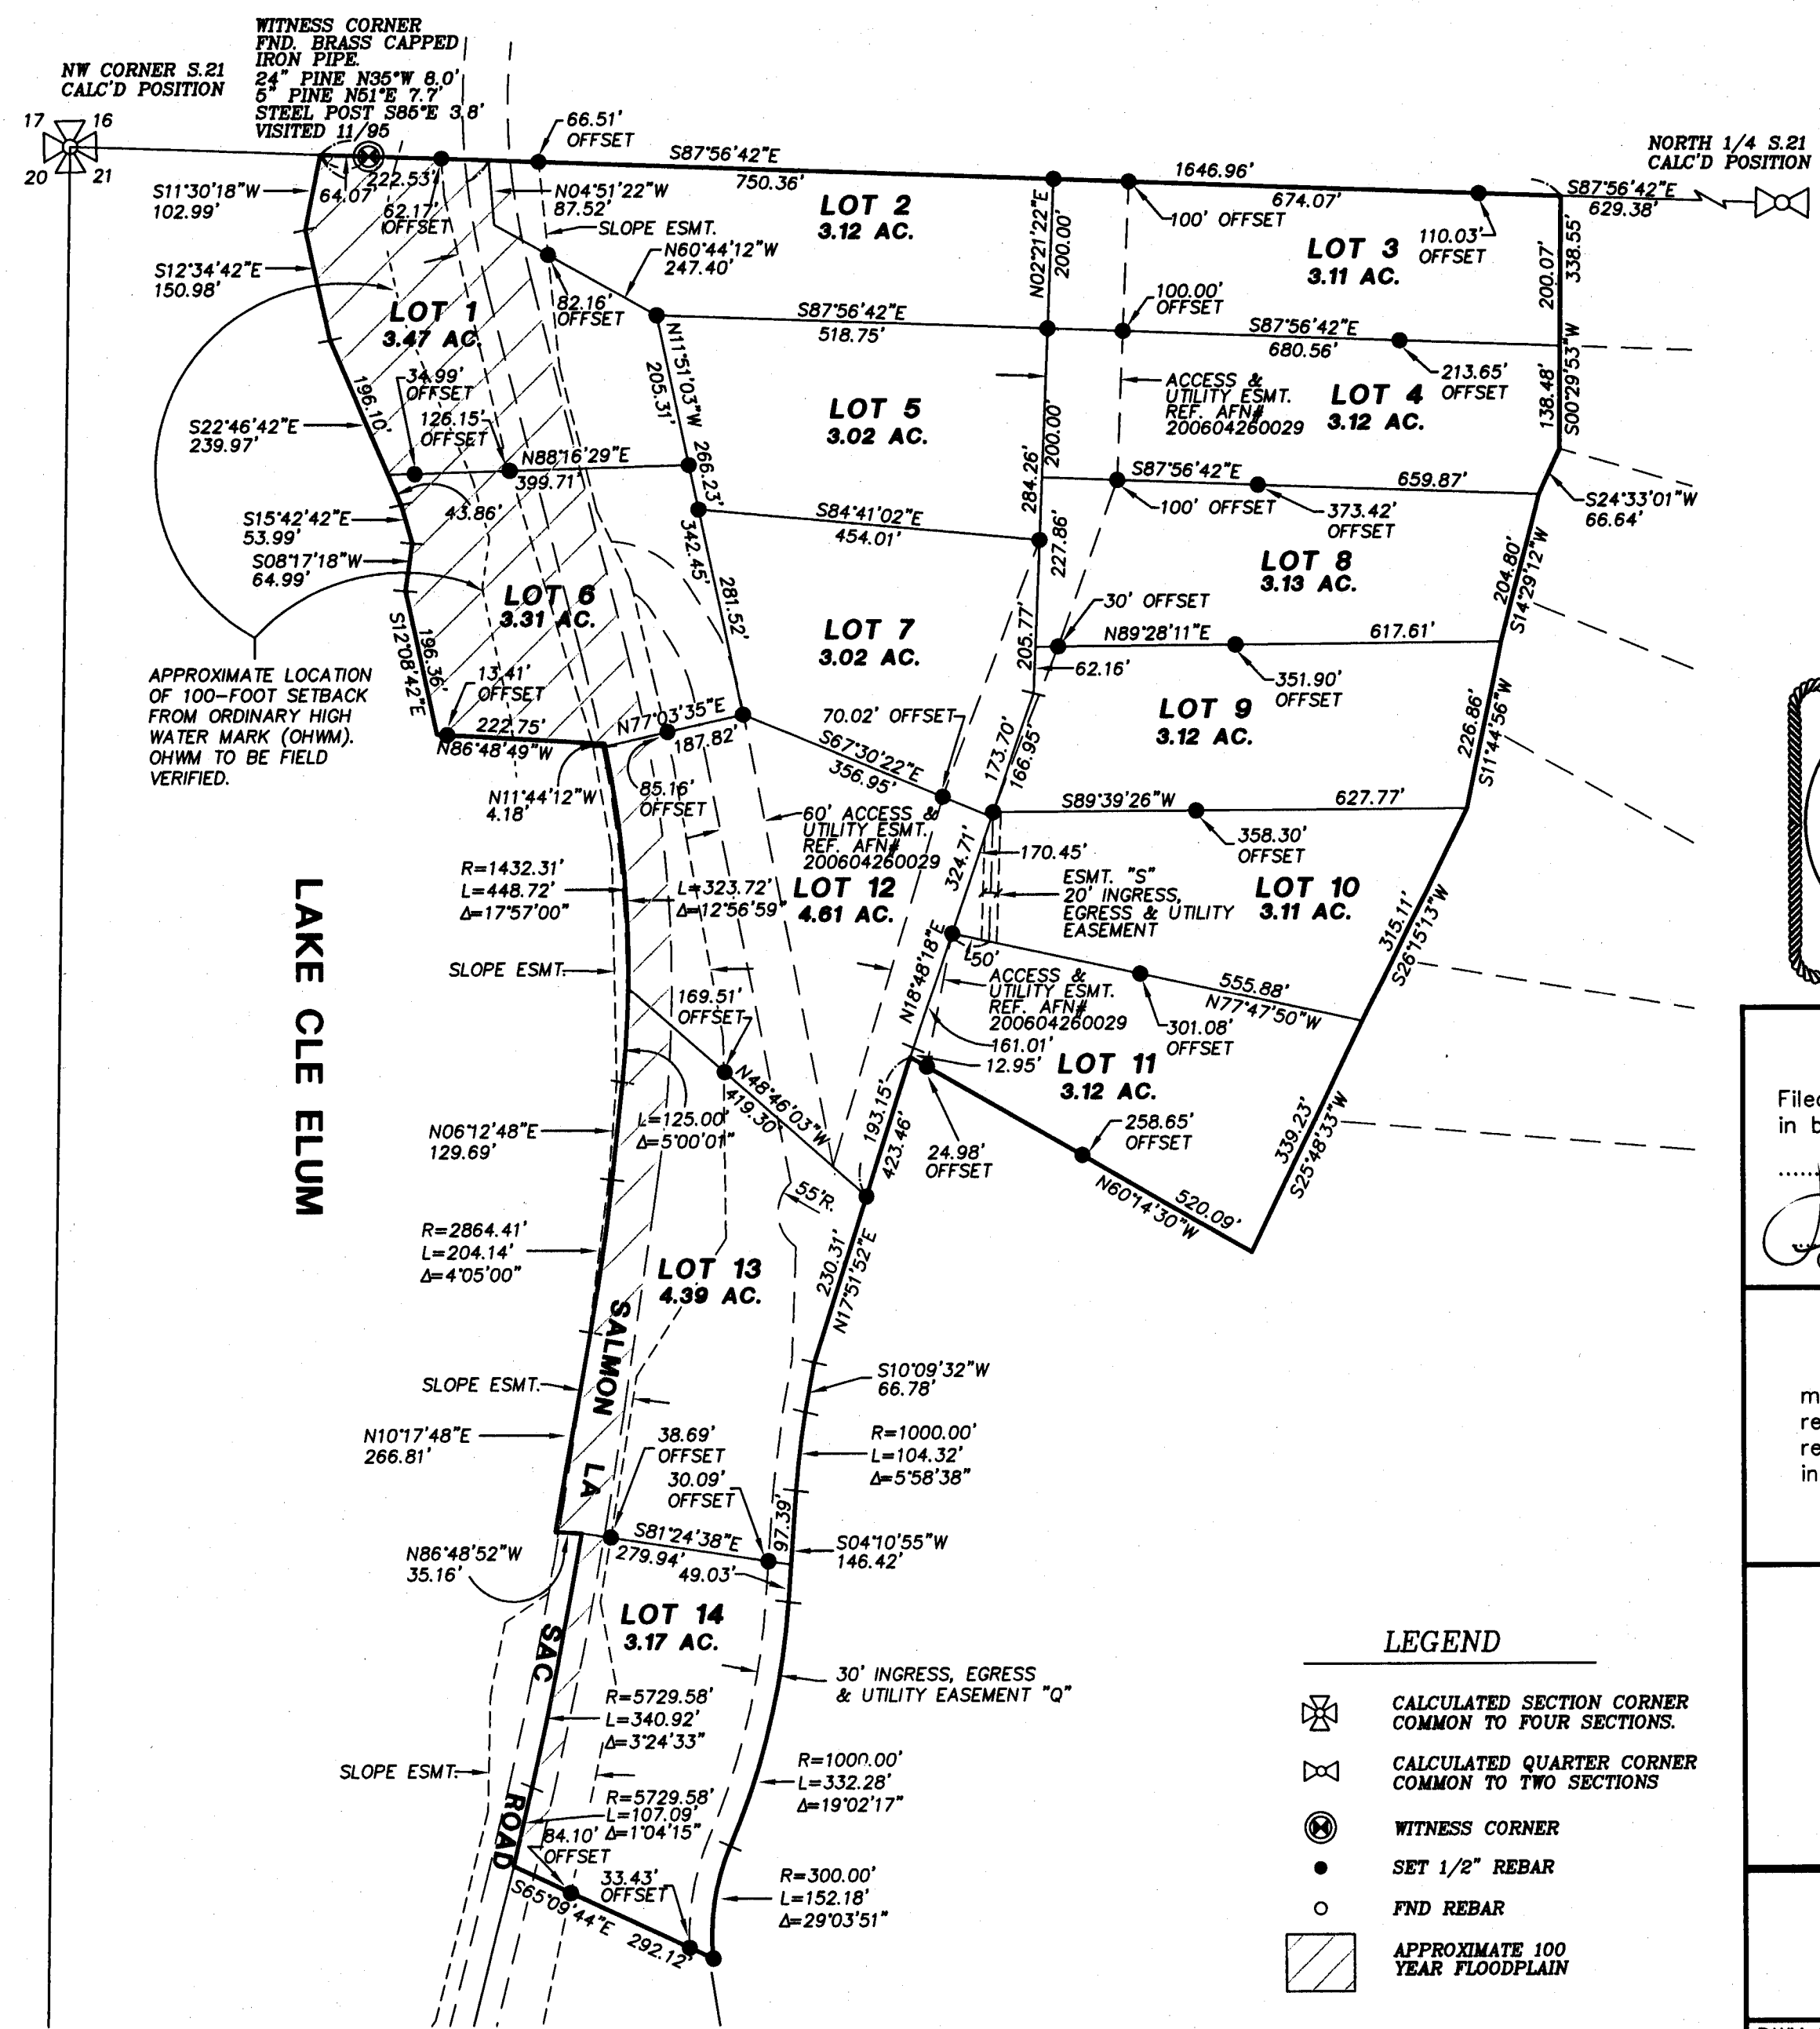 WITNESS CORNER
FND. BRASS CAPPED
IRON PIPE.
24" PINE N35°W 8.0'
5" PINE N51°E 7.7'
STEEL POST S85°E 3.8'
VISITED 11/95
NW CORNER S.21
CALC'D POSITION
17 16
20 21
66.51'
OFFSET
S87°56'42"E
750.36'
1646.96'
674.07'
NORTH 1/4 S.21
CALC'D POSITION
S87°56'42"E
629.38'
S11°30'18"W
102.99'
64.07'
222.53'
62.17'
OFFSET
N04°51'22"W
87.52'
SLOPE ESMT.
N60°44'12"W
247.40'
LOT 2
3.12 AC.
N02°21'22"E
200.00'
100' OFFSET
LOT 3
3.11 AC.
110.03'
OFFSET
200.07'
338.55'
S12°34'42"E
150.98'
LOT 1
3.47 AC.
82.16'
OFFSET
S87°56'42"E
518.75'
100.00'
OFFSET
S87°56'42"E
680.56'
213.65'
OFFSET
138.48'
S00°29'53"W
196.10'
34.99'
OFFSET
126.15'
OFFSET
N11°51'03"W
205.31'
266.23'
LOT 5
3.02 AC.
200.00'
284.26'
ACCESS &
UTILITY ESMT.
REF. AFN#
200604260029
LOT 4
3.12 AC.
S22°46'42"E
239.97'
N88°16'29"E
399.71'
S87°56'42"E
659.87'
100' OFFSET
373.42'
OFFSET
S24°33'01"W
66.64'
43.86'
S15°42'42"E
53.99'
S08°17'18"W
64.99'
S84°41'02"E
454.01'
227.86'
342.45'
281.52'
LOT 8
3.13 AC.
204.80'
S14°29'12"W
LOT 6
3.31 AC.
LOT 7
3.02 AC.
30' OFFSET
N89°28'11"E
617.61'
205.77'
62.16'
351.90'
OFFSET
S12°08'42"E
196.36'
APPROXIMATE LOCATION
OF 100-FOOT SETBACK
FROM ORDINARY HIGH
WATER MARK (OHWM).
OHWM TO BE FIELD
VERIFIED.
13.41'
OFFSET
222.75'
N86°48'49"W
N77°03'35"E
187.82'
70.02' OFFSET
LOT 9
3.12 AC.
226.86'
S11°44'56"W
S67°30'22"E
356.95'
173.70'
166.95'
N11°44'12"W
4.18'
85.16'
OFFSET
60' ACCESS &
UTILITY ESMT.
REF. AFN#
200604260029
S89°39'26"W
627.77'
358.30'
OFFSET
324.71'
170.45'
R=1432.31'
L=448.72'
Δ=17°57'00"
L=323.72'
Δ=12°56'59"
LOT 12
4.61 AC.
ESMT. "S"
20' INGRESS,
EGRESS & UTILITY
EASEMENT
LOT 10
3.11 AC.
315.11'
S26°15'13"W
LAKE CLE ELUM
SLOPE ESMT.
N18°48'18"E
50'
555.88'
N77°47'50"W
169.51'
OFFSET
ACCESS &
UTILITY ESMT.
REF. AFN#
200604260029
161.01'
12.95'
301.08'
OFFSET
LOT 11
3.12 AC.
N48°46'03"W
419.30'
L=125.00'
Δ=5°00'01"
193.15'
423.46'
24.98'
OFFSET
258.65'
OFFSET
339.23'
S25°48'33"W
N06°12'48"E
129.69'
N60°14'30"W
520.09'
55'R.
R=2864.41'
L=204.14'
Δ=4°05'00"
LOT 13
4.39 AC.
230.31'
N17°51'52"E
SALMON LA SAC ROAD
S10°09'32"W
66.78'
SLOPE ESMT.
N10°17'48"E
266.81'
38.69'
OFFSET
30.09'
OFFSET
R=1000.00'
L=104.32'
Δ=5°58'38"
97.39'
S81°24'38"E
279.94'
49.03'
S04°10'55"W
146.42'
N86°48'52"W
35.16'
LOT 14
3.17 AC.
30' INGRESS, EGRESS
& UTILITY EASEMENT "Q"
R=5729.58'
L=340.92'
Δ=3°24'33"
SLOPE ESMT.
R=1000.00'
L=332.28'
Δ=19°02'17"
R=5729.58'
L=107.09'
Δ=1°04'15"
84.10'
OFFSET
33.43'
OFFSET
S65°09'44"E
292.12'
R=300.00'
L=152.18'
Δ=29°03'51"
LEGEND
CALCULATED SECTION CORNER
COMMON TO FOUR SECTIONS.
CALCULATED QUARTER CORNER
COMMON TO TWO SECTIONS
WITNESS CORNER
SET 1/2" REBAR
FND REBAR
APPROXIMATE 100
YEAR FLOODPLAIN
in b
m
re
re
in